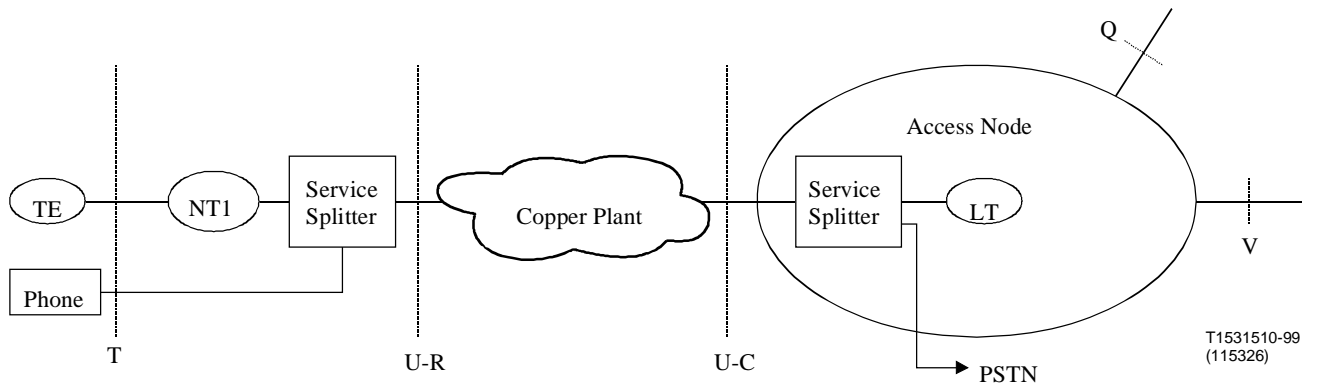 Q
Access Node
TE
NT1
Service
Splitter
Copper Plant
Service
Splitter
LT
Phone
V
T
U-R
U-C
PSTN
T1531510-99
(115326)